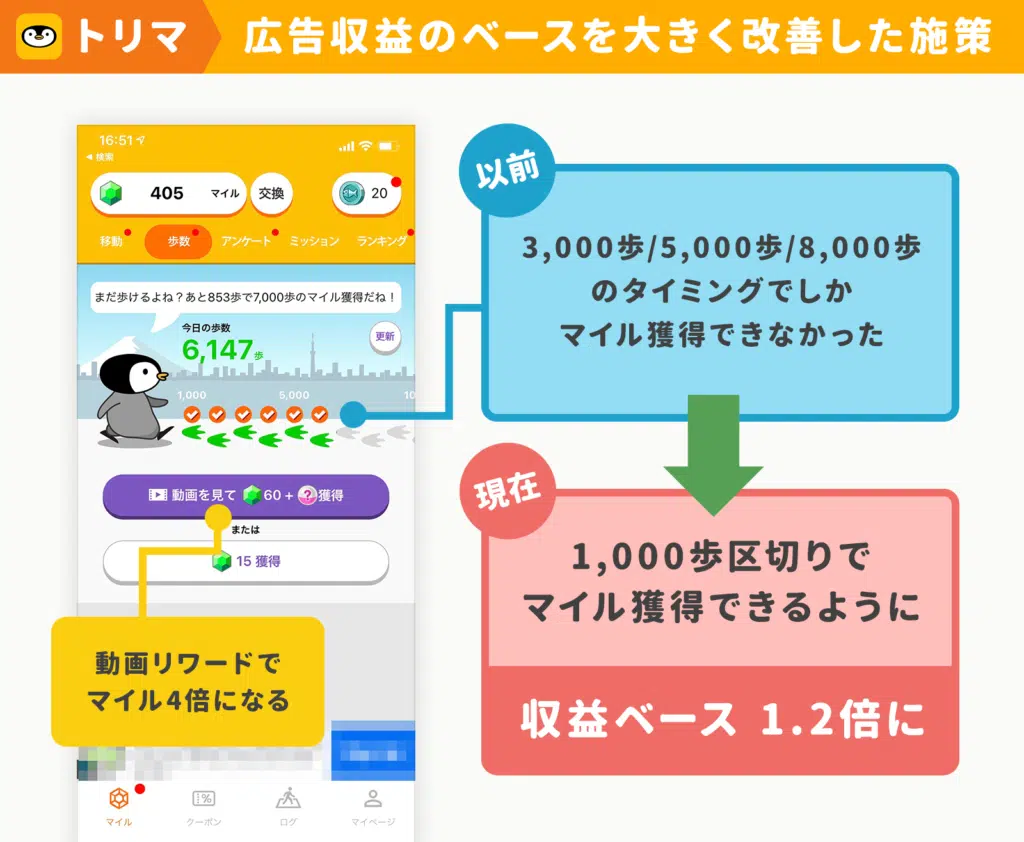 トリマ
広告収益のベースを大きく改善した施策
16:51
◀ 検索
405 マイル
交換
20
移動 歩数 アンケート ミッション ランキング
まだ歩けるよね？あと853歩で7,000歩のマイル獲得だね！
今日の歩数
6,147歩
更新
1,000 5,000 10
動画を見て 60 + ? 獲得
または
15 獲得
動画リワードで
マイル4倍になる
マイル クーポン ログ マイページ
以前
3,000歩/5,000歩/8,000歩
のタイミングでしか
マイル獲得できなかった
現在
1,000歩区切りで
マイル獲得できるように
収益ベース 1.2倍に